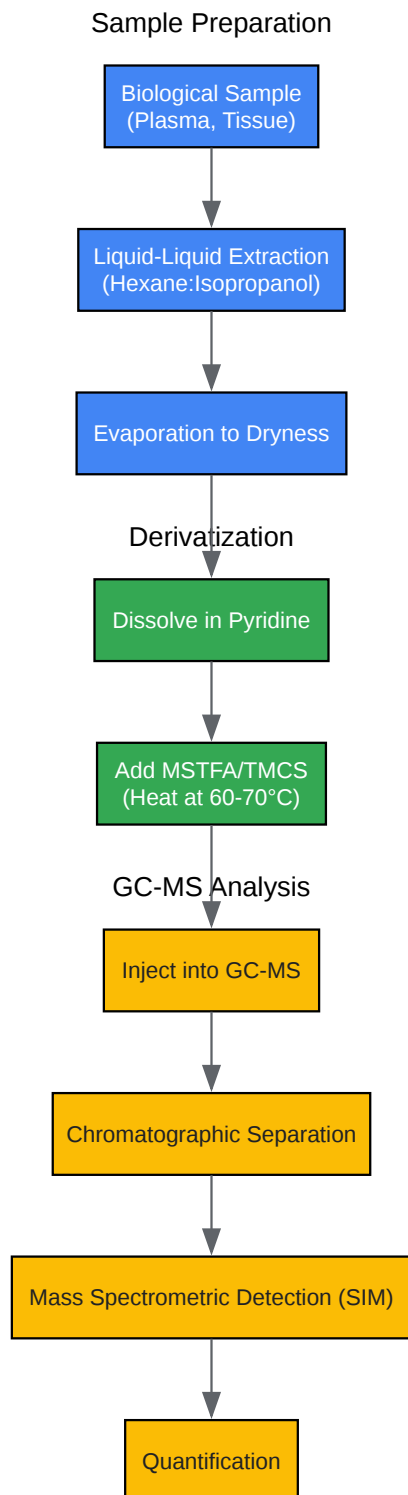 Sample Preparation
Biological Sample
(Plasma, Tissue)
Liquid-Liquid Extraction
(Hexane:Isopropanol)
Evaporation to Dryness
Derivatization
Dissolve in Pyridine
Add MSTFA/TMCS
(Heat at 60-70°C)
GC-MS Analysis
Inject into GC-MS
Chromatographic Separation
Mass Spectrometric Detection (SIM)
Quantification